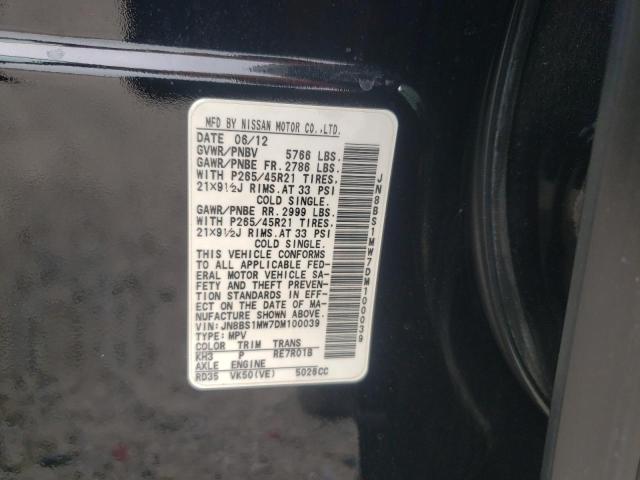 MFD BY NISSAN MOTOR CO.,LTD.
DATE 06/12
GVWR/PNBV 5766 LBS.
GAWR/PNBE FR. 2786 LBS.
WITH P265/45R21 TIRES.
21X9½J RIMS. AT 33 PSI
COLD SINGLE.
GAWR/PNBE RR. 2999 LBS.
WITH P265/45R21 TIRES.
21X9½J RIMS. AT 33 PSI
COLD SINGLE.
THIS VEHICLE CONFORMS
TO ALL APPLICABLE FED-
ERAL MOTOR VEHICLE SA-
FETY AND THEFT PREVEN-
TION STANDARDS IN EFF-
ECT ON THE DATE OF MA-
NUFACTURE SHOWN ABOVE.
VIN: JN8BS1MW7DM100039
TYPE: MPV
COLOR TRIM TRANS
KH3 P RE7R01B
AXLE ENGINE
RD35 VK50(VE) 5026CC
JN8BS1MW7DM100039